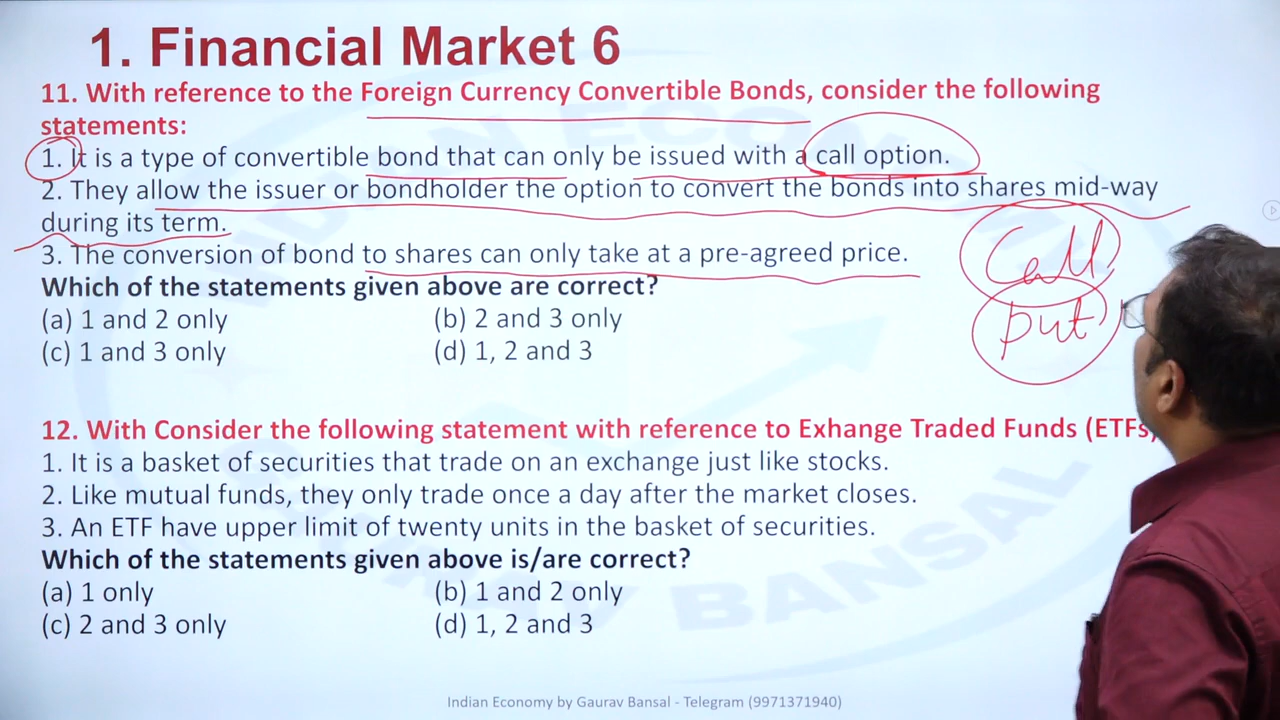 1. Financial Market 6
11. With reference to the Foreign Currency Convertible Bonds, consider the following
statements:
1. It is a type of convertible bond that can only be issued with a call option.
2. They allow the issuer or bondholder the option to convert the bonds into shares mid-way
during its term.
3. The conversion of bond to shares can only take at a pre-agreed price.
Which of the statements given above are correct?
(a) 1 and 2 only (b) 2 and 3 only
(c) 1 and 3 only (d) 1, 2 and 3
Call
Put
12. With Consider the following statement with reference to Exhange Traded Funds (ETFs)
1. It is a basket of securities that trade on an exchange just like stocks.
2. Like mutual funds, they only trade once a day after the market closes.
3. An ETF have upper limit of twenty units in the basket of securities.
Which of the statements given above is/are correct?
(a) 1 only (b) 1 and 2 only
(c) 2 and 3 only (d) 1, 2 and 3
INDIAN ECONOMY
GAURAV BANSAL
Indian Economy by Gaurav Bansal - Telegram (9971371940)